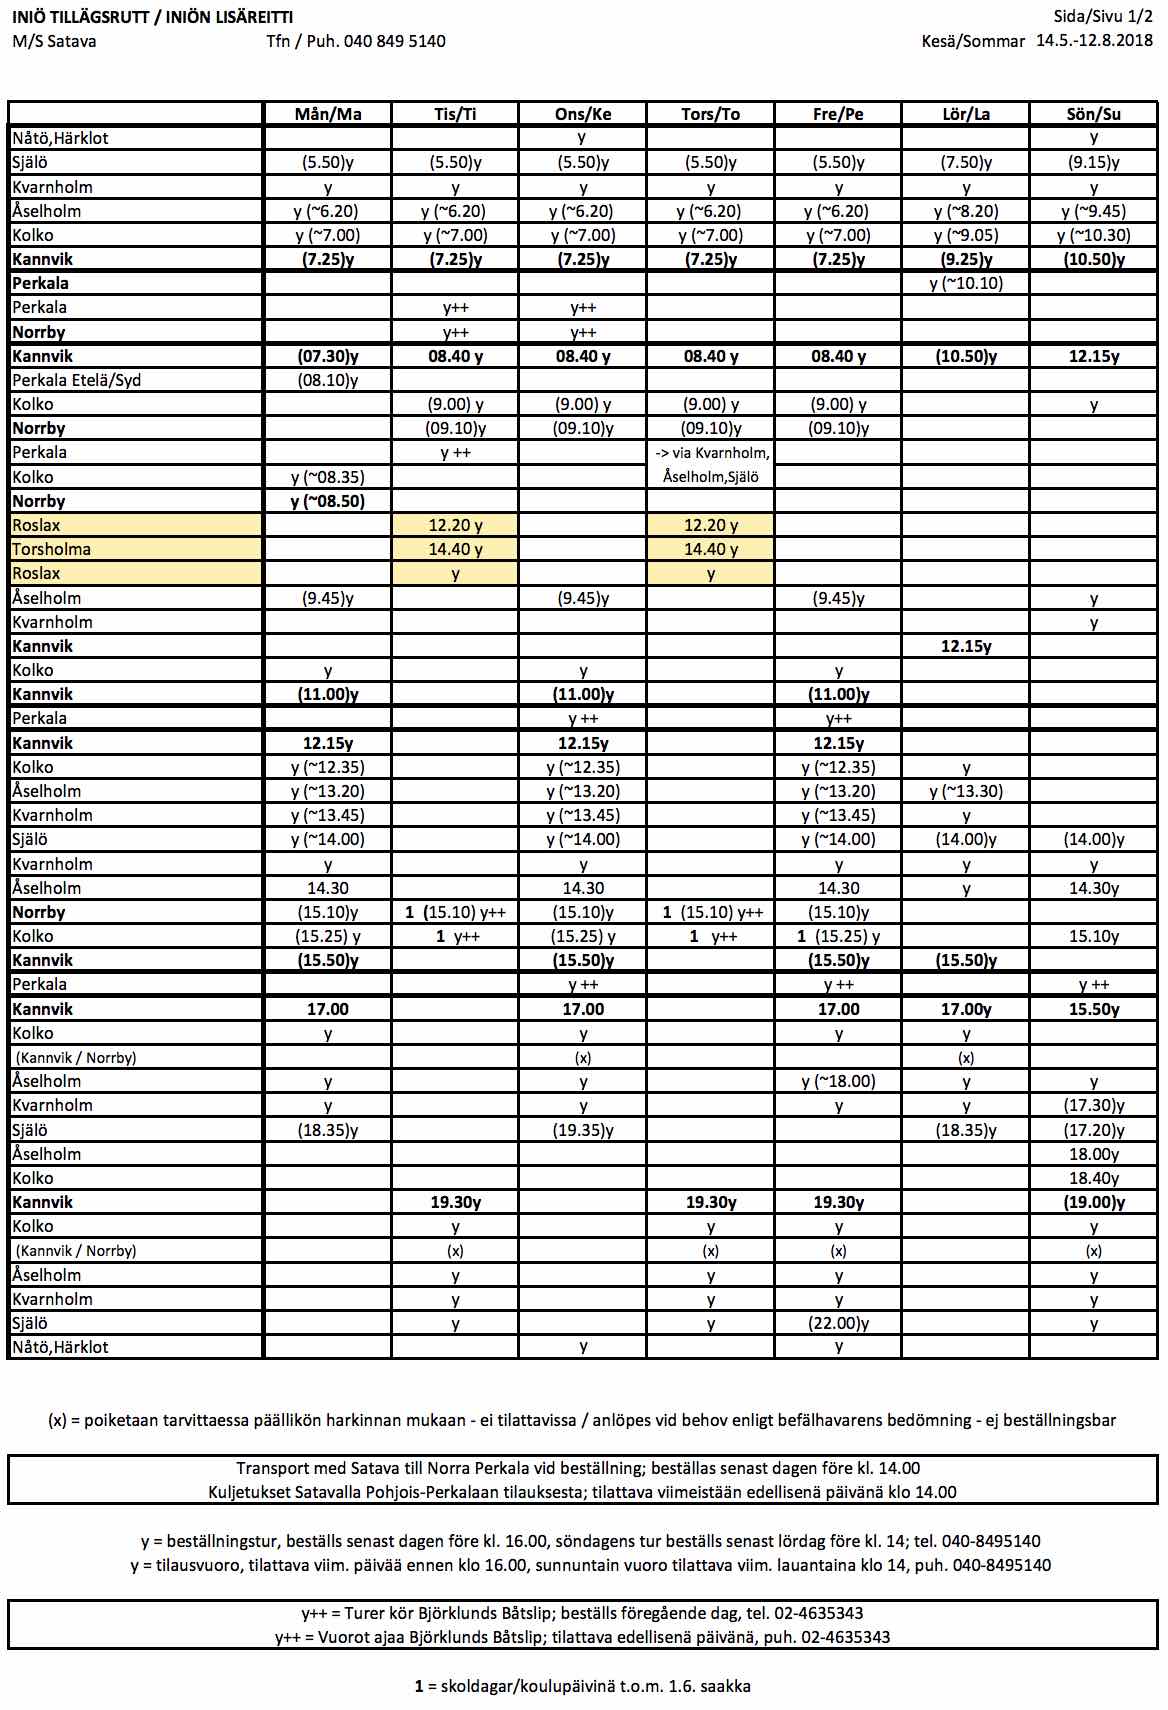 INIÖ TILLÄGSRUTT / INIÖN LISÄREITTI Sida/Sivu 1/2
M/S Satava Tfn / Puh. 040 849 5140 Kesä/Sommar 14.5.-12.8.2018
Mån/Ma Tis/Ti Ons/Ke Tors/To Fre/Pe Lör/La Sön/Su
Nåtö,Härklot y y
Själö (5.50)y (5.50)y (5.50)y (5.50)y (5.50)y (7.50)y (9.15)y
Kvarnholm y y y y y y y
Åselholm y (~6.20) y (~6.20) y (~6.20) y (~6.20) y (~6.20) y (~8.20) y (~9.45)
Kolko y (~7.00) y (~7.00) y (~7.00) y (~7.00) y (~7.00) y (~9.05) y (~10.30)
Kannvik (7.25)y (7.25)y (7.25)y (7.25)y (7.25)y (9.25)y (10.50)y
Perkala y (~10.10)
Perkala y++ y++
Norrby y++ y++
Kannvik (07.30)y 08.40 y 08.40 y 08.40 y 08.40 y (10.50)y 12.15y
Perkala Etelä/Syd (08.10)y
Kolko (9.00) y (9.00) y (9.00) y (9.00) y y
Norrby (09.10)y (09.10)y (09.10)y (09.10)y
Perkala y ++ -> via Kvarnholm,
Kolko y (~08.35) Åselholm,Själö
Norrby y (~08.50)
Roslax 12.20 y 12.20 y
Torsholma 14.40 y 14.40 y
Roslax y y
Åselholm (9.45)y (9.45)y (9.45)y y
Kvarnholm y
Kannvik 12.15y
Kolko y y y
Kannvik (11.00)y (11.00)y (11.00)y
Perkala y ++ y++
Kannvik 12.15y 12.15y 12.15y
Kolko y (~12.35) y (~12.35) y (~12.35) y
Åselholm y (~13.20) y (~13.20) y (~13.20) y (~13.30)
Kvarnholm y (~13.45) y (~13.45) y (~13.45) y
Själö y (~14.00) y (~14.00) y (~14.00) (14.00)y (14.00)y
Kvarnholm y y y y y
Åselholm 14.30 14.30 14.30 y 14.30y
Norrby (15.10)y 1 (15.10) y++ (15.10)y 1 (15.10) y++ (15.10)y
Kolko (15.25) y 1 y++ (15.25) y 1 y++ 1 (15.25) y 15.10y
Kannvik (15.50)y (15.50)y (15.50)y (15.50)y
Perkala y ++ y ++ y ++
Kannvik 17.00 17.00 17.00 17.00y 15.50y
Kolko y y y y
(Kannvik / Norrby) (x) (x)
Åselholm y y y (~18.00) y y
Kvarnholm y y y y (17.30)y
Själö (18.35)y (19.35)y (18.35)y (17.20)y
Åselholm 18.00y
Kolko 18.40y
Kannvik 19.30y 19.30y 19.30y (19.00)y
Kolko y y y y
(Kannvik / Norrby) (x) (x) (x) (x)
Åselholm y y y y
Kvarnholm y y y y
Själö y y (22.00)y y
Nåtö,Härklot y y
(x) = poiketaan tarvittaessa päällikön harkinnan mukaan - ei tilattavissa / anlöpes vid behov enligt befälhavarens bedömning - ej beställningsbar
Transport med Satava till Norra Perkala vid beställning; beställas senast dagen före kl. 14.00
Kuljetukset Satavalla Pohjois-Perkalaan tilauksesta; tilattava viimeistään edellisenä päivänä klo 14.00
y = beställningstur, beställs senast dagen före kl. 16.00, söndagens tur beställs senast lördag före kl. 14; tel. 040-8495140
y = tilausvuoro, tilattava viim. päivää ennen klo 16.00, sunnuntain vuoro tilattava viim. lauantaina klo 14, puh. 040-8495140
y++ = Turer kör Björklunds Båtslip; beställs föregående dag, tel. 02-4635343
y++ = Vuorot ajaa Björklunds Båtslip; tilattava edellisenä päivänä, puh. 02-4635343
1 = skoldagar/koulupäivinä t.o.m. 1.6. saakka